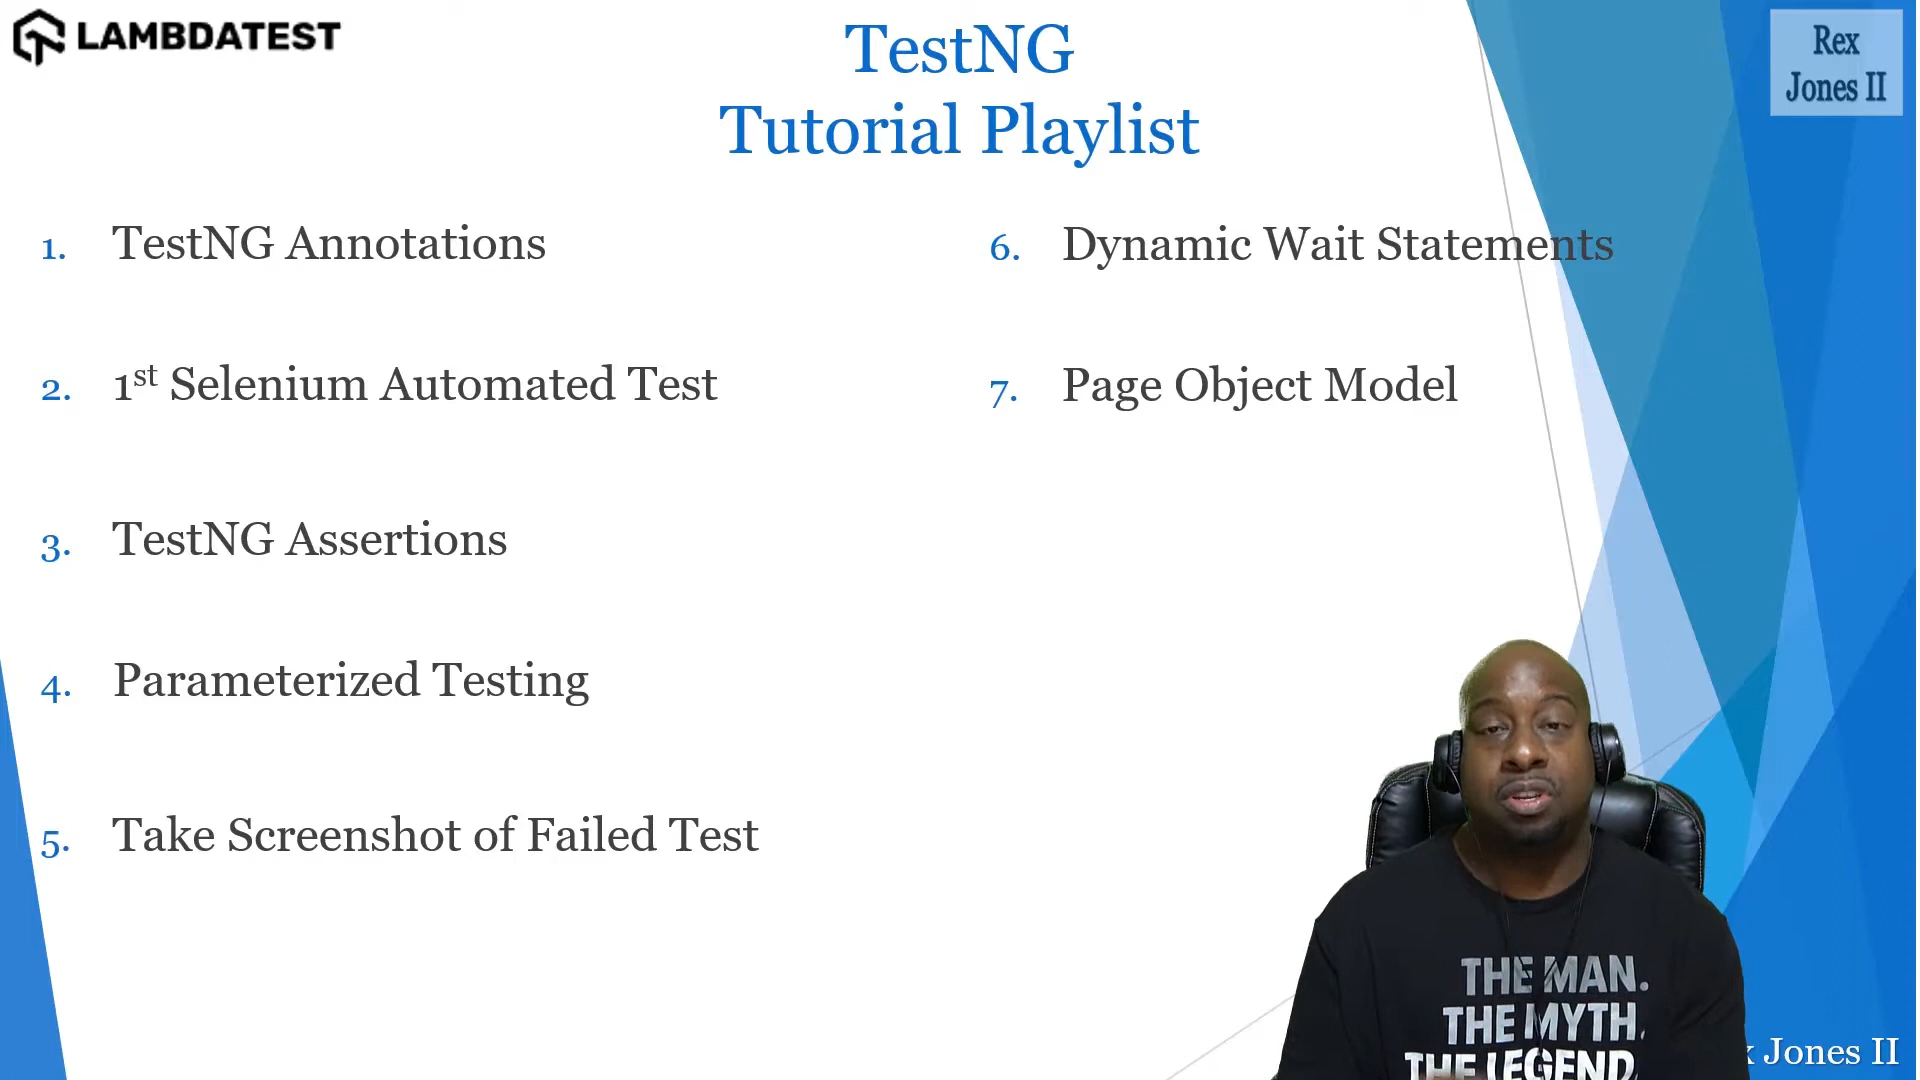 LAMBDATEST
TestNG
Tutorial Playlist
Rex
Jones II
1. TestNG Annotations
2. 1st Selenium Automated Test
3. TestNG Assertions
4. Parameterized Testing
5. Take Screenshot of Failed Test
6. Dynamic Wait Statements
7. Page Object Model
THE MAN.
THE MYTH.
THE LEGEND.
Jones II